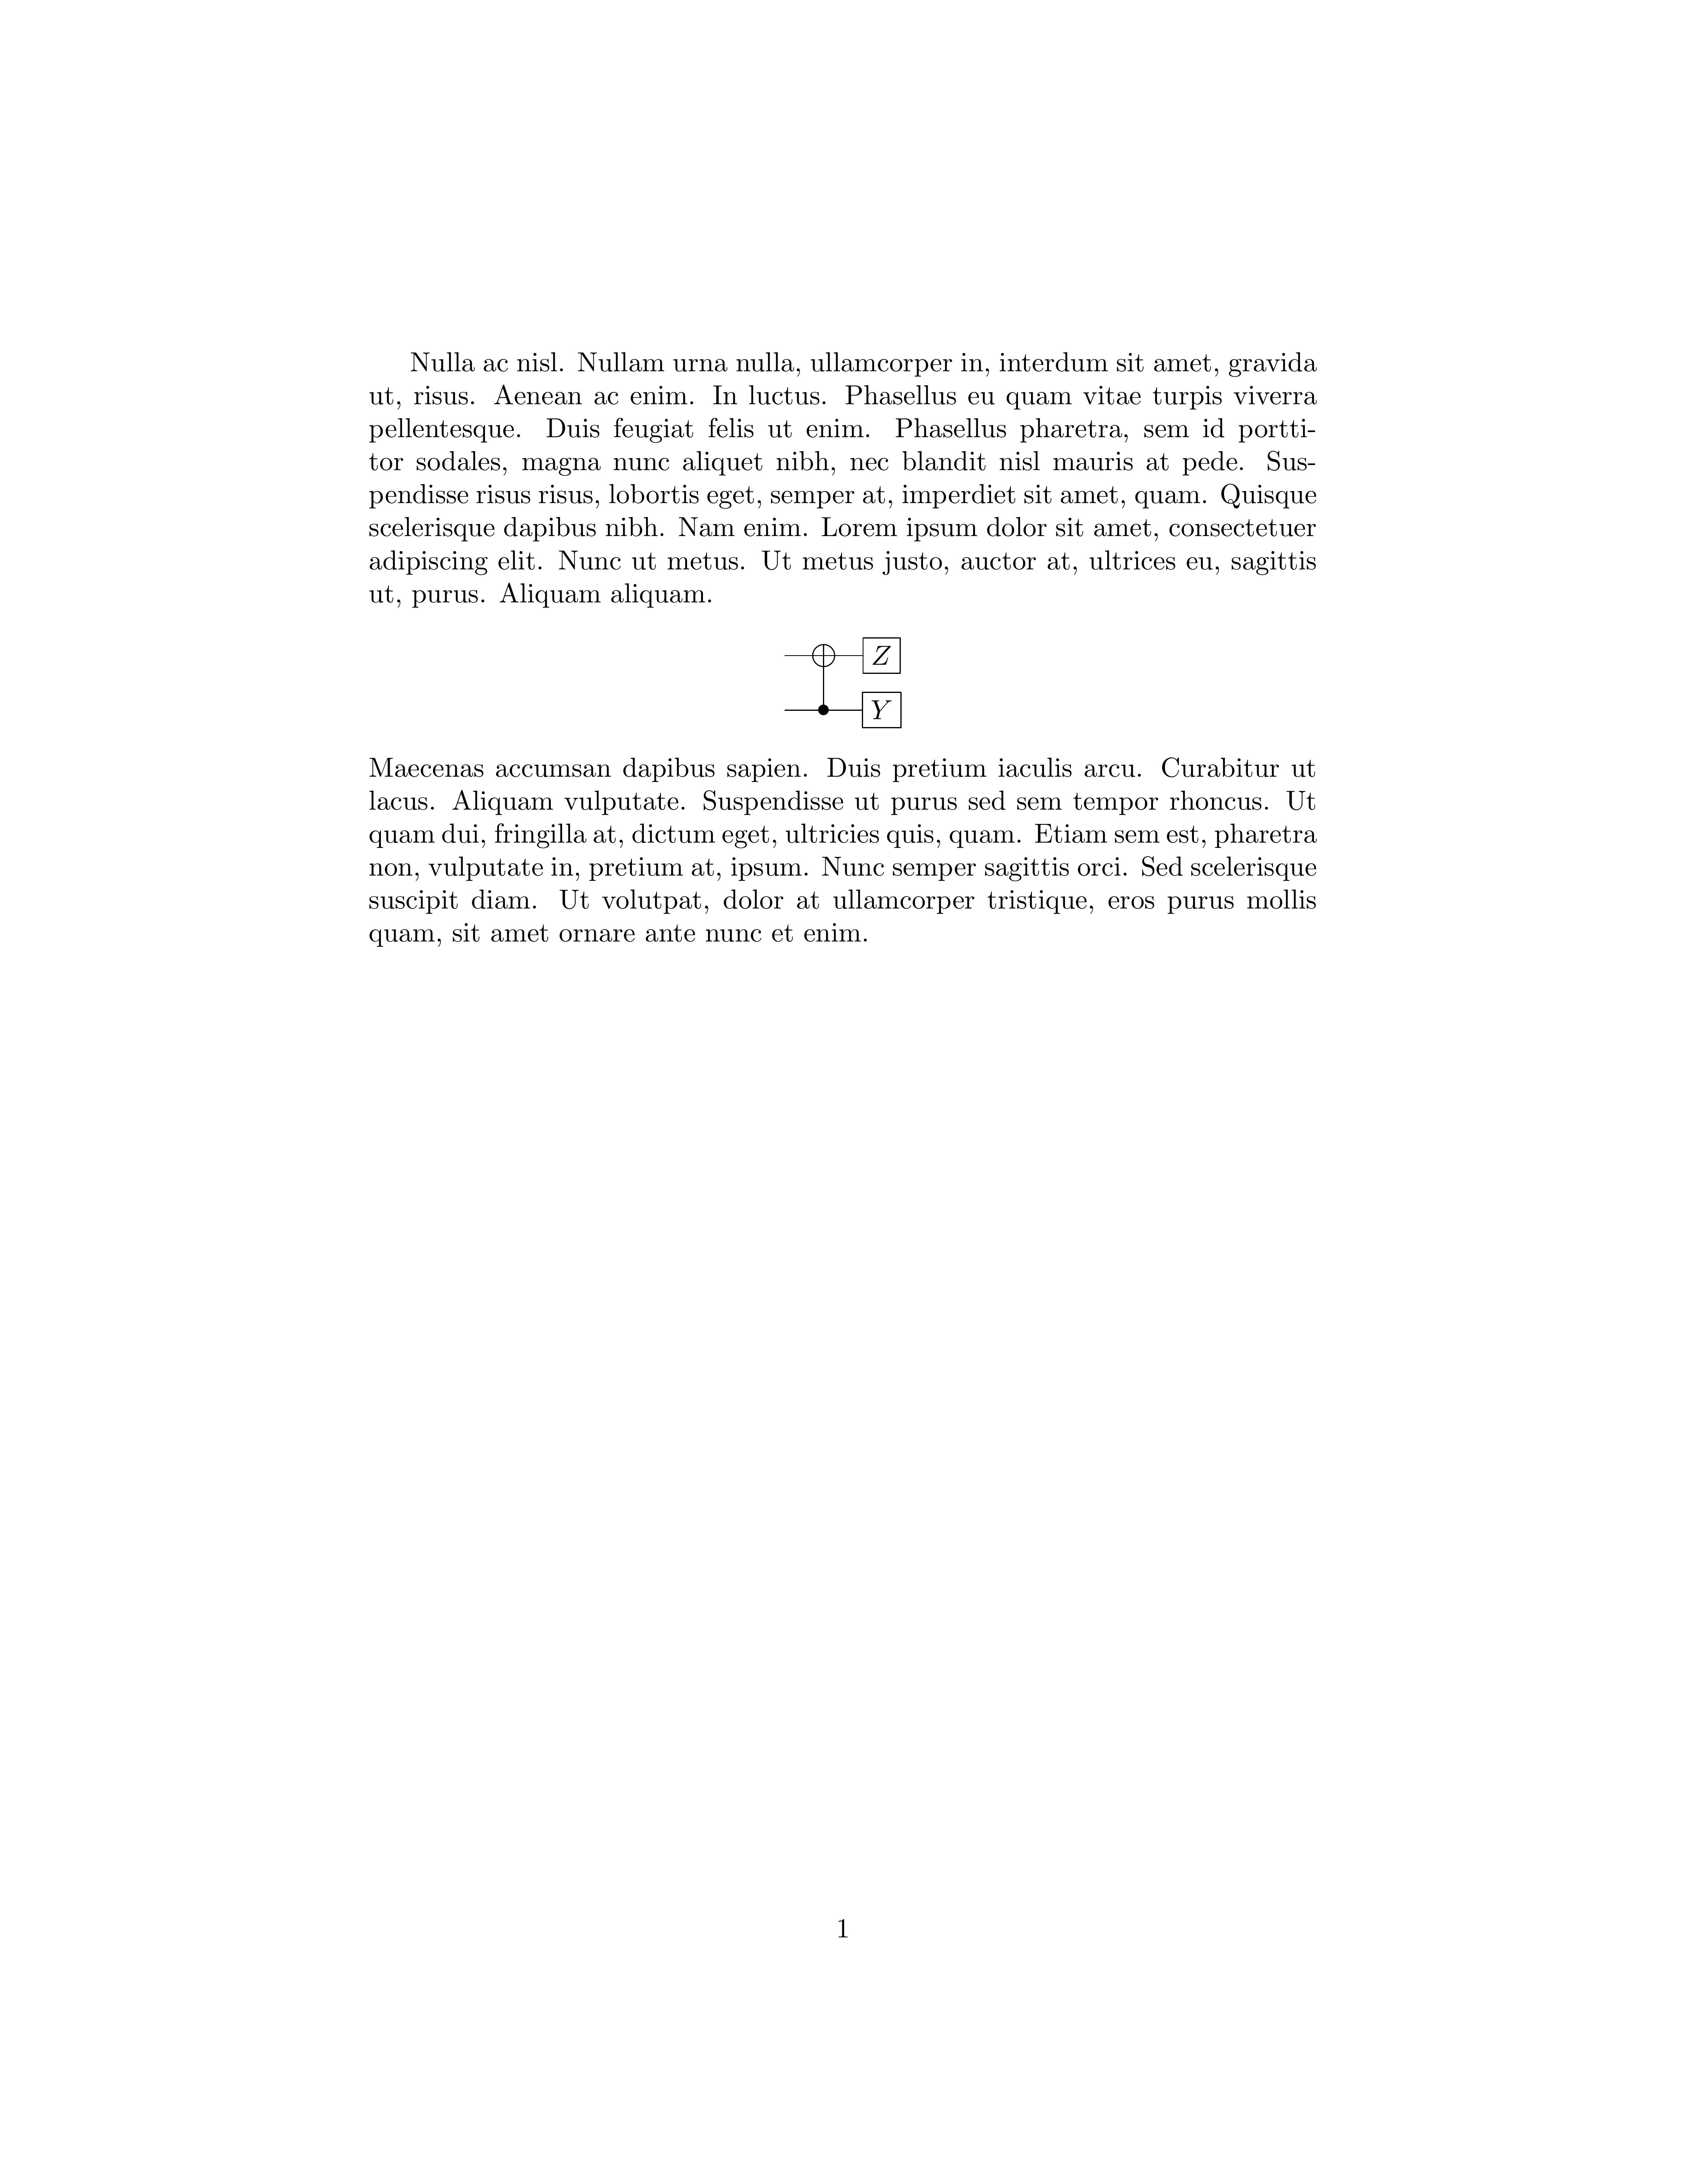 Nulla ac nisl. Nullam urna nulla, ullamcorper in, interdum sit amet, gravida
ut, risus. Aenean ac enim. In luctus. Phasellus eu quam vitae turpis viverra
pellentesque. Duis feugiat felis ut enim. Phasellus pharetra, sem id portti-
tor sodales, magna nunc aliquet nibh, nec blandit nisl mauris at pede. Sus-
pendisse risus risus, lobortis eget, semper at, imperdiet sit amet, quam. Quisque
scelerisque dapibus nibh. Nam enim. Lorem ipsum dolor sit amet, consectetuer
adipiscing elit. Nunc ut metus. Ut metus justo, auctor at, ultrices eu, sagittis
ut, purus. Aliquam aliquam.
Z
Y
Maecenas accumsan dapibus sapien. Duis pretium iaculis arcu. Curabitur ut
lacus. Aliquam vulputate. Suspendisse ut purus sed sem tempor rhoncus. Ut
quam dui, fringilla at, dictum eget, ultricies quis, quam. Etiam sem est, pharetra
non, vulputate in, pretium at, ipsum. Nunc semper sagittis orci. Sed scelerisque
suscipit diam. Ut volutpat, dolor at ullamcorper tristique, eros purus mollis
quam, sit amet ornare ante nunc et enim.
1